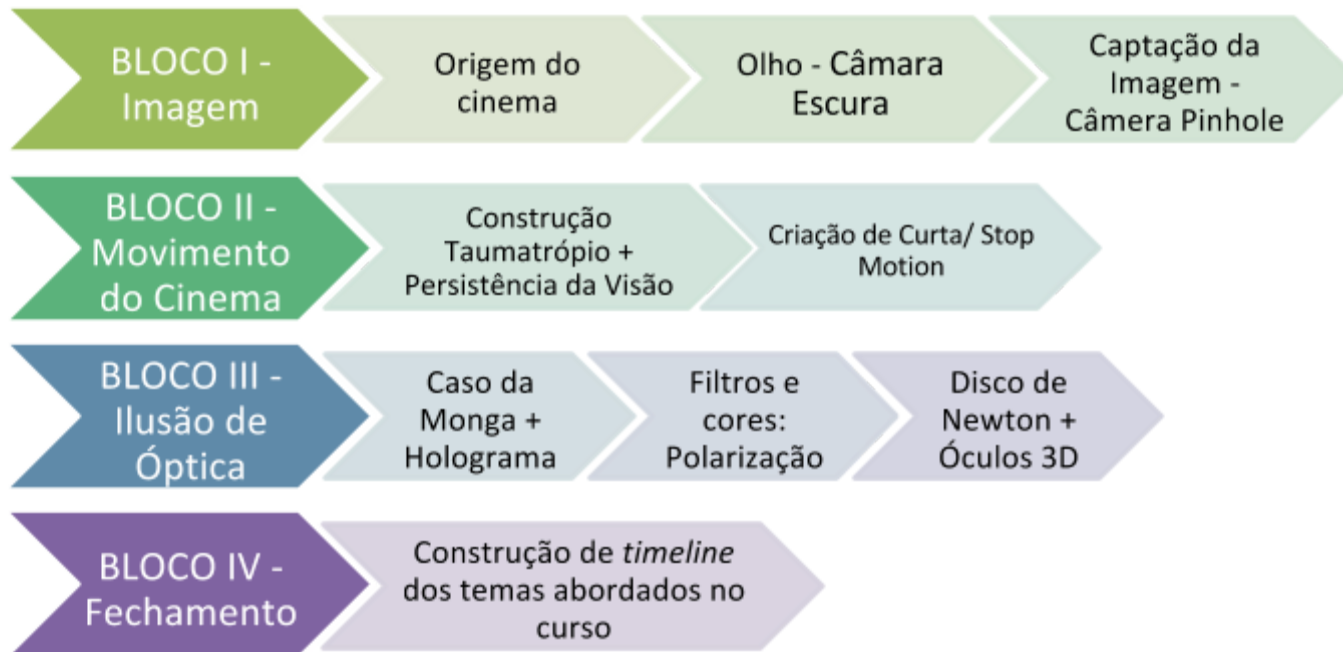 BLOCO I -
Imagem
Origem do
cinema
Olho - Câmara
Escura
Captação da
Imagem -
Câmera Pinhole
BLOCO II -
Movimento
do Cinema
Construção
Taumatrópio +
Persistência da Visão
Criação de Curta/ Stop
Motion
BLOCO III -
Ilusão de
Óptica
Caso da
Monga +
Holograma
Filtros e
cores:
Polarização
Disco de
Newton +
Óculos 3D
BLOCO IV -
Fechamento
Construção de timeline
dos temas abordados no
curso